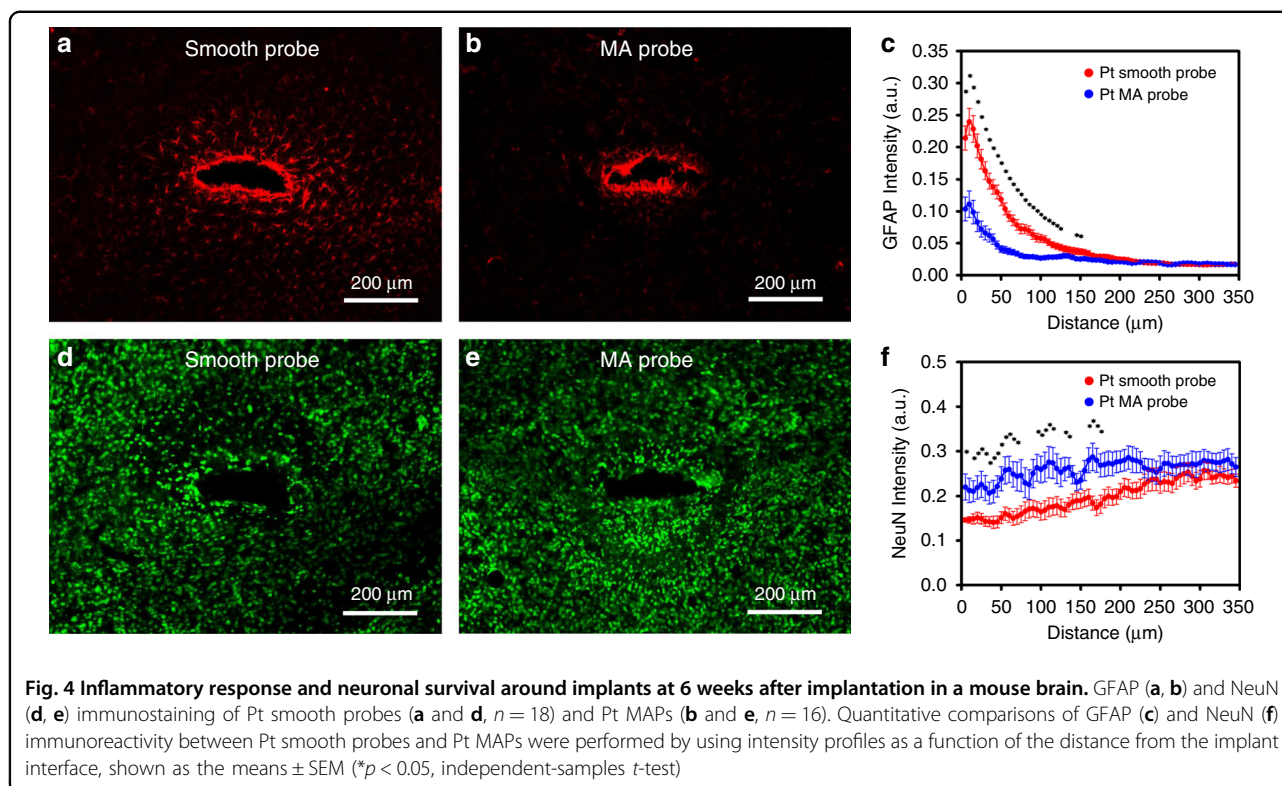 a
Smooth probe
200 μm
b
MA probe
200 μm
c
0.35
0.30
0.25
0.20
0.15
0.10
0.05
0.00
GFAP Intensity (a.u.)
Pt smooth probe
Pt MA probe
0 50 100 150 200 250 300 350
Distance (μm)
d
Smooth probe
200 μm
e
MA probe
200 μm
f
0.5
0.4
0.3
0.2
0.1
0.0
NeuN Intensity (a.u.)
Pt smooth probe
Pt MA probe
0 50 100 150 200 250 300 350
Distance (μm)
Fig. 4 Inflammatory response and neuronal survival around implants at 6 weeks after implantation in a mouse brain. GFAP (a, b) and NeuN
(d, e) immunostaining of Pt smooth probes (a and d, n = 18) and Pt MAPs (b and e, n = 16). Quantitative comparisons of GFAP (c) and NeuN (f)
immunoreactivity between Pt smooth probes and Pt MAPs were performed by using intensity profiles as a function of the distance from the implant
interface, shown as the means ± SEM (*p < 0.05, independent-samples t-test)